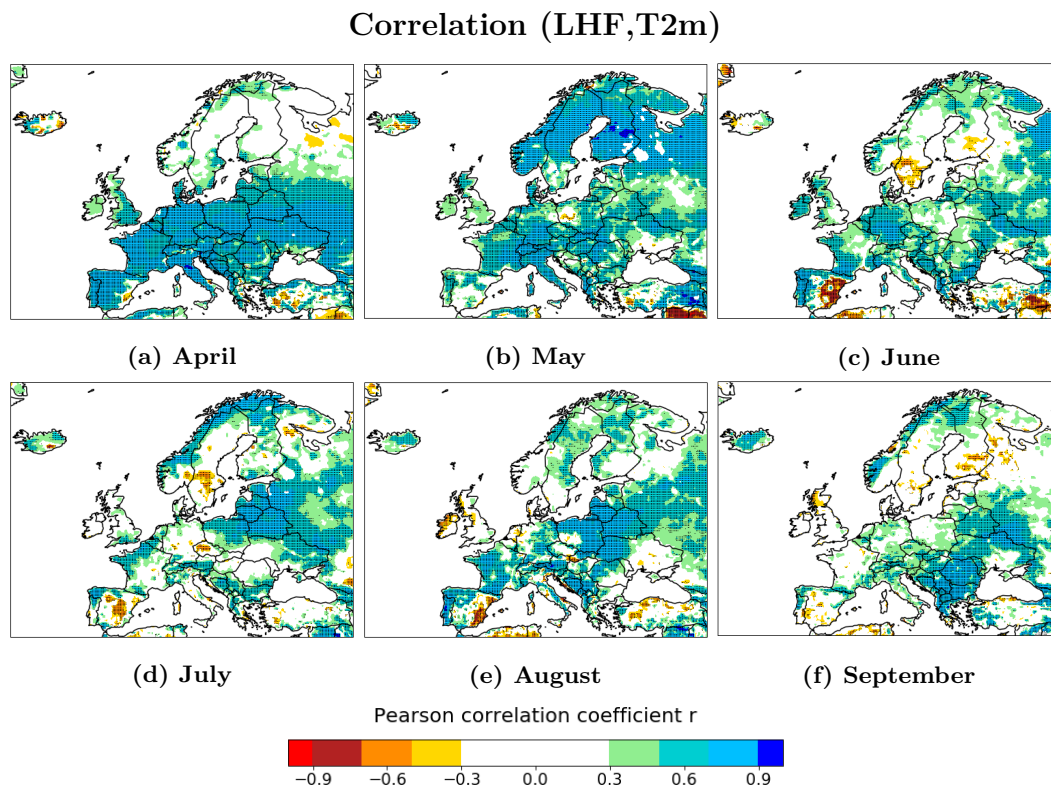 Correlation (LHF,T2m)
(a) April
(b) May
(c) June
(d) July
(e) August
(f) September
Pearson correlation coefficient r
−0.9 −0.6 −0.3 0.0 0.3 0.6 0.9